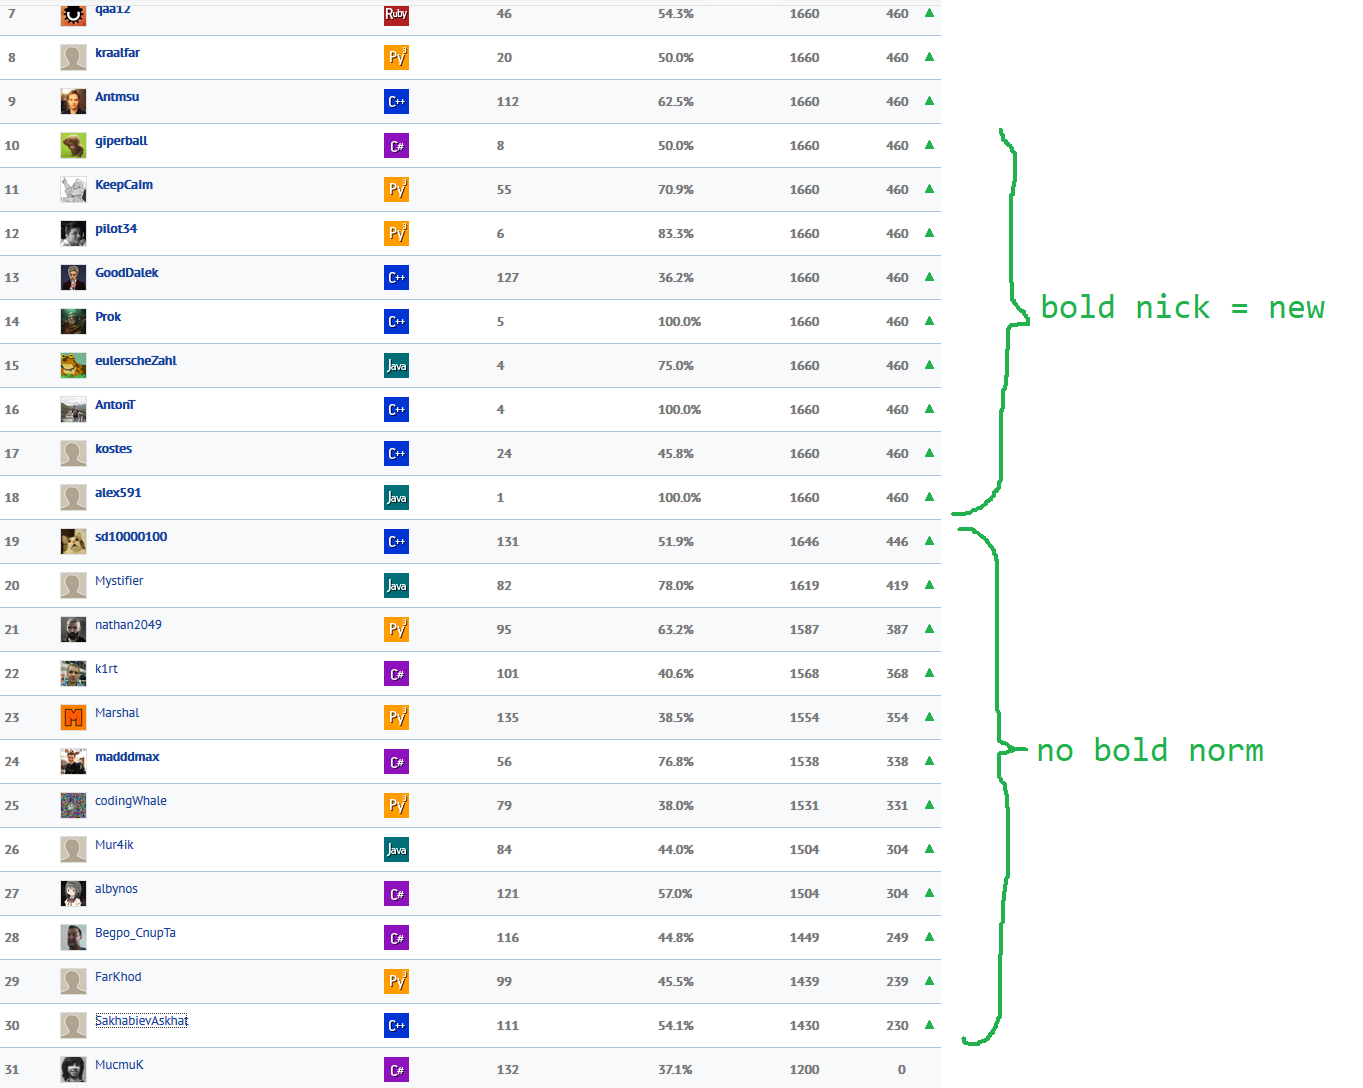 7 qaa12 Ruby 46 54.3% 1660 460
8 kraalfar Py3 20 50.0% 1660 460
9 Antmsu C++ 112 62.5% 1660 460
10 giperball C# 8 50.0% 1660 460
11 KeepCalm Py3 55 70.9% 1660 460
12 pilot34 Py3 6 83.3% 1660 460
13 GoodDalek C++ 127 36.2% 1660 460
bold nick = new
14 Prok C++ 5 100.0% 1660 460
15 eulerscheZahl Java 4 75.0% 1660 460
16 AntonT C++ 4 100.0% 1660 460
17 kostes C++ 24 45.8% 1660 460
18 alex591 Java 1 100.0% 1660 460
19 sd10000100 C++ 131 51.9% 1646 446
20 Mystifier Java 82 78.0% 1619 419
21 nathan2049 Py3 95 63.2% 1587 387
22 k1rt C# 101 40.6% 1568 368
23 Marshal Py3 135 38.5% 1554 354
no bold norm
24 madddmax C# 56 76.8% 1538 338
25 codingWhale Py3 79 38.0% 1531 331
26 Mur4ik Java 84 44.0% 1504 304
27 albynos C# 121 57.0% 1504 304
28 Begpo_CnupTa C# 116 44.8% 1449 249
29 FarKhod Py3 99 45.5% 1439 239
30 SakhabievAskhat C++ 111 54.1% 1430 230
31 MucmuK C# 132 37.1% 1200 0